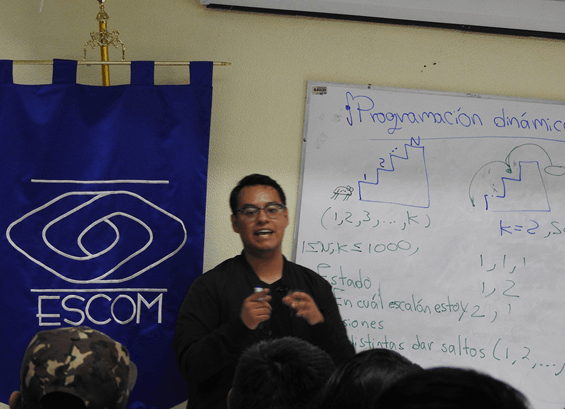 ESCOM
Programación dinámic
1 2 ... N
(1,2,3,...,k)
k=2, S
1≤N,k≤1000,
1,1,1
Estado
1,2
En cuál escalón estoy
2,1
siones
distintas dar saltos (1,2,...,